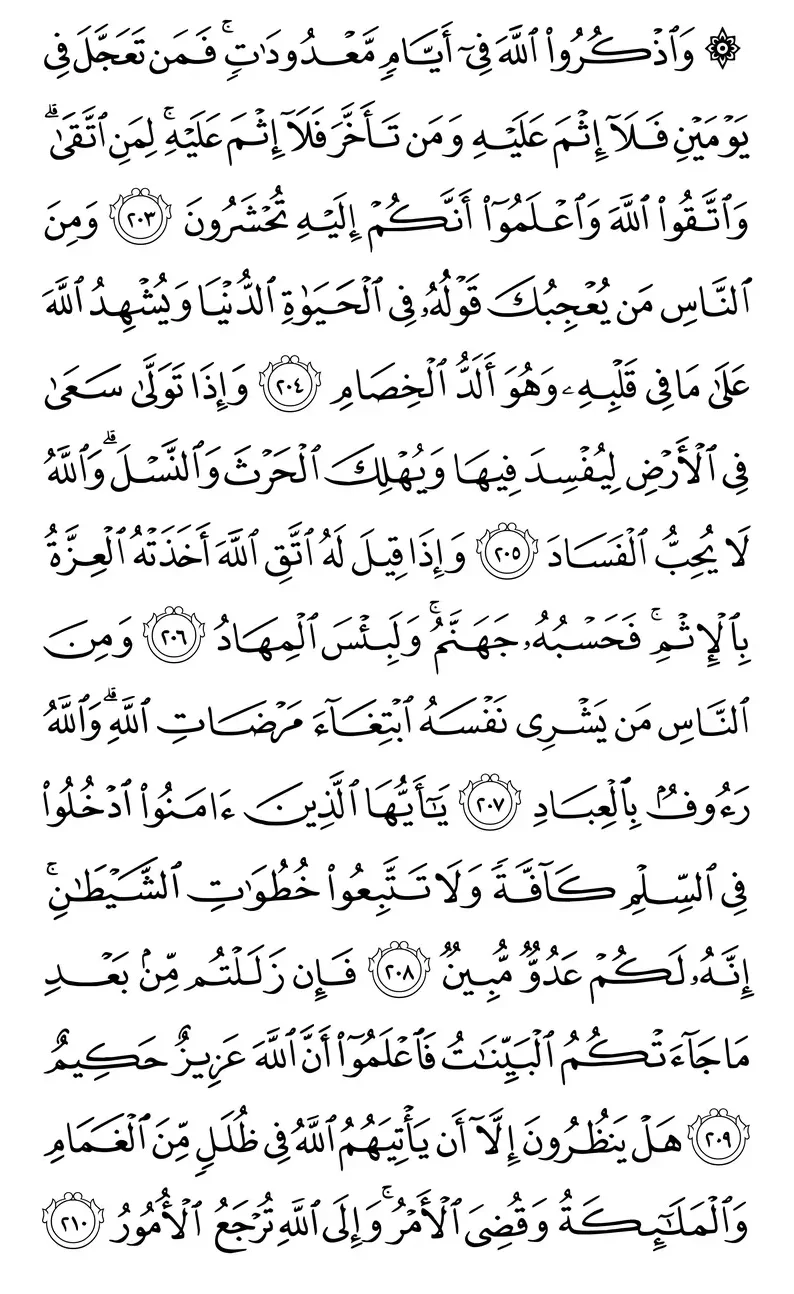 ۞ وَٱذْكُرُوا۟ ٱللَّهَ فِىٓ أَيَّامٍ مَّعْدُودَٰتٍ ۚ فَمَن تَعَجَّلَ فِى
يَوْمَيْنِ فَلَآ إِثْمَ عَلَيْهِ وَمَن تَأَخَّرَ فَلَآ إِثْمَ عَلَيْهِ ۚ لِمَنِ ٱتَّقَىٰ ۗ
وَٱتَّقُوا۟ ٱللَّهَ وَٱعْلَمُوٓا۟ أَنَّكُمْ إِلَيْهِ تُحْشَرُونَ ٢٠٣ وَمِنَ
ٱلنَّاسِ مَن يُعْجِبُكَ قَوْلُهُۥ فِى ٱلْحَيَوٰةِ ٱلدُّنْيَا وَيُشْهِدُ ٱللَّهَ
عَلَىٰ مَا فِى قَلْبِهِۦ وَهُوَ أَلَدُّ ٱلْخِصَامِ ٢٠٤ وَإِذَا تَوَلَّىٰ سَعَىٰ
فِى ٱلْأَرْضِ لِيُفْسِدَ فِيهَا وَيُهْلِكَ ٱلْحَرْثَ وَٱلنَّسْلَ ۗ وَٱللَّهُ
لَا يُحِبُّ ٱلْفَسَادَ ٢٠٥ وَإِذَا قِيلَ لَهُ ٱتَّقِ ٱللَّهَ أَخَذَتْهُ ٱلْعِزَّةُ
بِٱلْإِثْمِ ۚ فَحَسْبُهُۥ جَهَنَّمُ ۚ وَلَبِئْسَ ٱلْمِهَادُ ٢٠٦ وَمِنَ
ٱلنَّاسِ مَن يَشْرِى نَفْسَهُ ٱبْتِغَآءَ مَرْضَاتِ ٱللَّهِ ۗ وَٱللَّهُ
رَءُوفٌۢ بِٱلْعِبَادِ ٢٠٧ يَٰٓأَيُّهَا ٱلَّذِينَ ءَامَنُوا۟ ٱدْخُلُوا۟
فِى ٱلسِّلْمِ كَآفَّةً وَلَا تَتَّبِعُوا۟ خُطُوَٰتِ ٱلشَّيْطَٰنِ ۚ
إِنَّهُۥ لَكُمْ عَدُوٌّ مُّبِينٌ ٢٠٨ فَإِن زَلَلْتُم مِّنۢ بَعْدِ
مَا جَآءَتْكُمُ ٱلْبَيِّنَٰتُ فَٱعْلَمُوٓا۟ أَنَّ ٱللَّهَ عَزِيزٌ حَكِيمٌ
٢٠٩ هَلْ يَنظُرُونَ إِلَّآ أَن يَأْتِيَهُمُ ٱللَّهُ فِى ظُلَلٍ مِّنَ ٱلْغَمَامِ
وَٱلْمَلَٰٓئِكَةُ وَقُضِىَ ٱلْأَمْرُ ۚ وَإِلَى ٱللَّهِ تُرْجَعُ ٱلْأُمُورُ ٢١٠